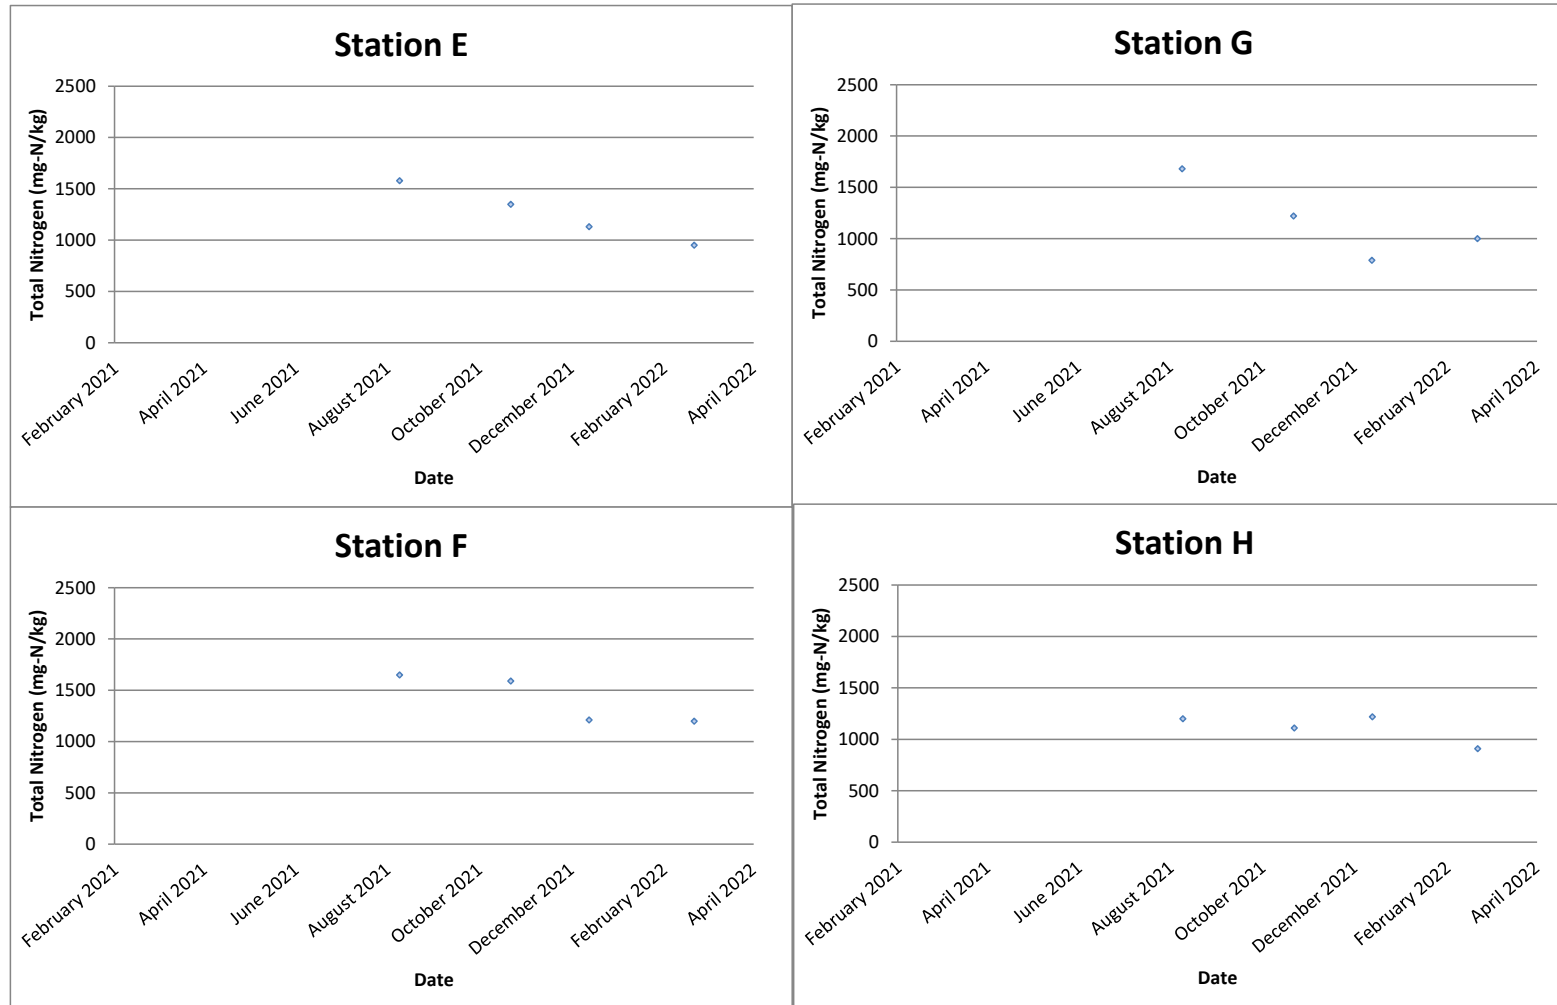 Station E
Total Nitrogen (mg-N/kg)
2500
2000
1500
1000
500
0
February 2021
April 2021
June 2021
August 2021
October 2021
December 2021
February 2022
April 2022
Date
Station G
Total Nitrogen (mg-N/kg)
2500
2000
1500
1000
500
0
February 2021
April 2021
June 2021
August 2021
October 2021
December 2021
February 2022
April 2022
Date
Station F
Total Nitrogen (mg-N/kg)
2500
2000
1500
1000
500
0
February 2021
April 2021
June 2021
August 2021
October 2021
December 2021
February 2022
April 2022
Date
Station H
Total Nitrogen (mg-N/kg)
2500
2000
1500
1000
500
0
February 2021
April 2021
June 2021
August 2021
October 2021
December 2021
February 2022
April 2022
Date